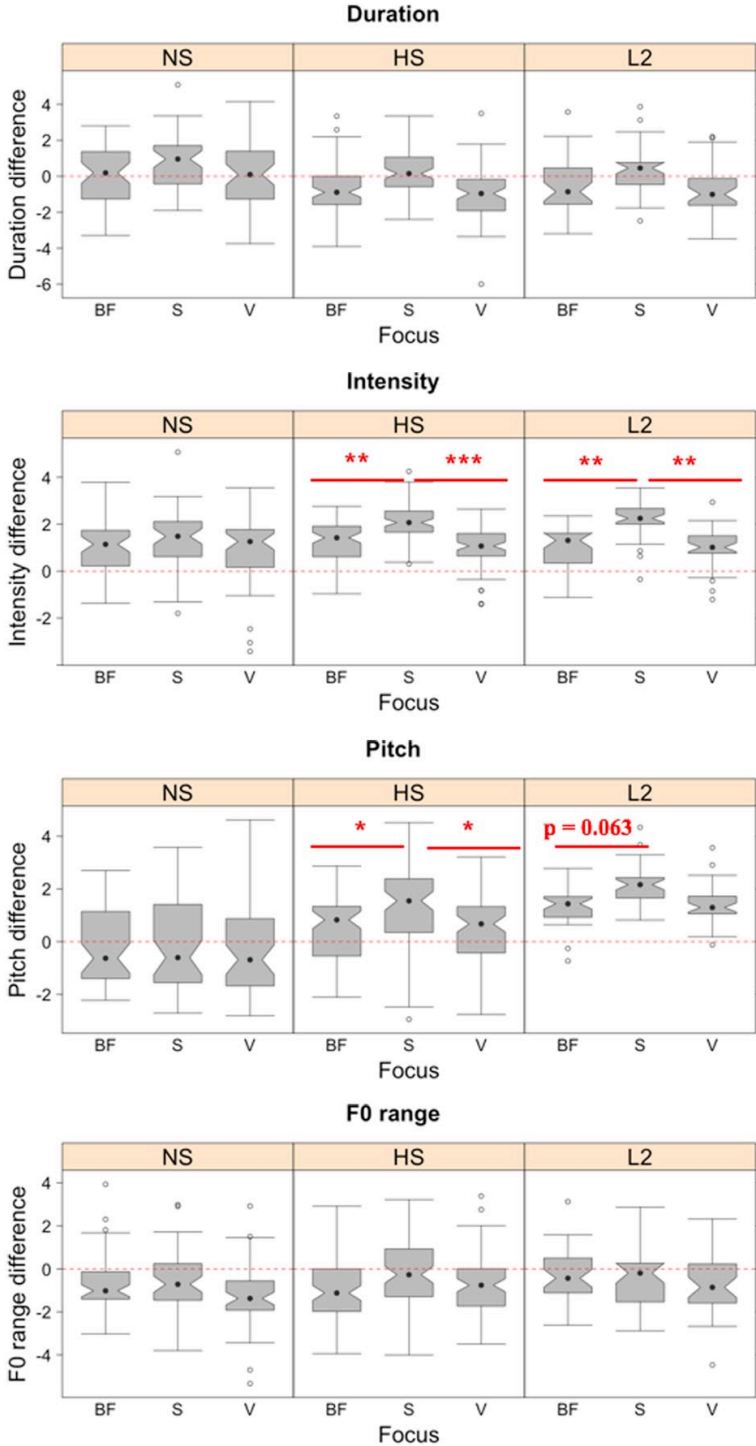 Duration
NS HS L2
4
2
0
-2
-4
-6
Duration difference
BF S V BF S V BF S V
Focus
Intensity
NS HS L2
** *** ** **
4
2
0
-2
Intensity difference
BF S V BF S V BF S V
Focus
Pitch
NS HS L2
* * p = 0.063
4
2
0
-2
Pitch difference
BF S V BF S V BF S V
Focus
F0 range
NS HS L2
4
2
0
-2
-4
F0 range difference
BF S V BF S V BF S V
Focus